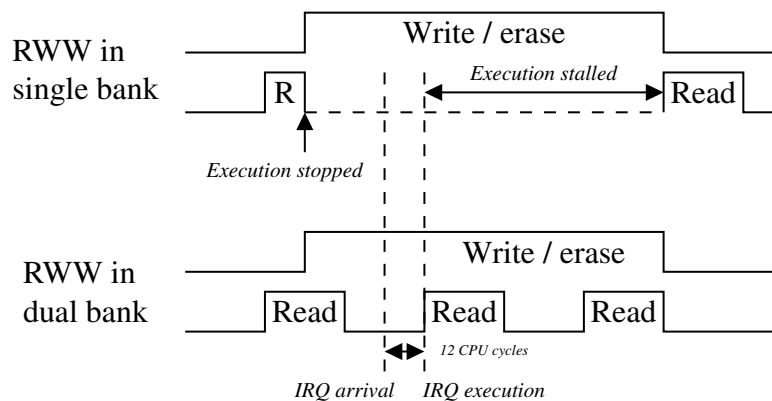 Write / erase
RWW in
single bank
Execution stalled
R
Read
Execution stopped
Write / erase
RWW in
dual bank
Read
Read
Read
12 CPU cycles
IRQ arrival
IRQ execution